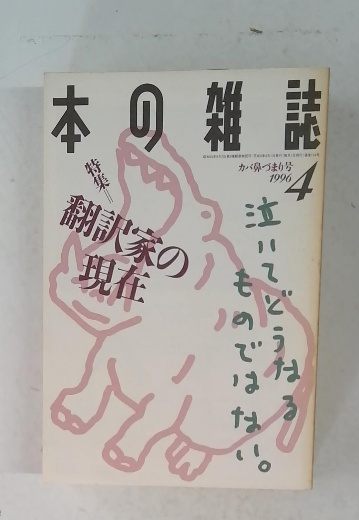 本の雑誌
カバ鼻づまり号
1996
4
特集=
翻訳家の
現在
泣いてどうなる
ものではない。